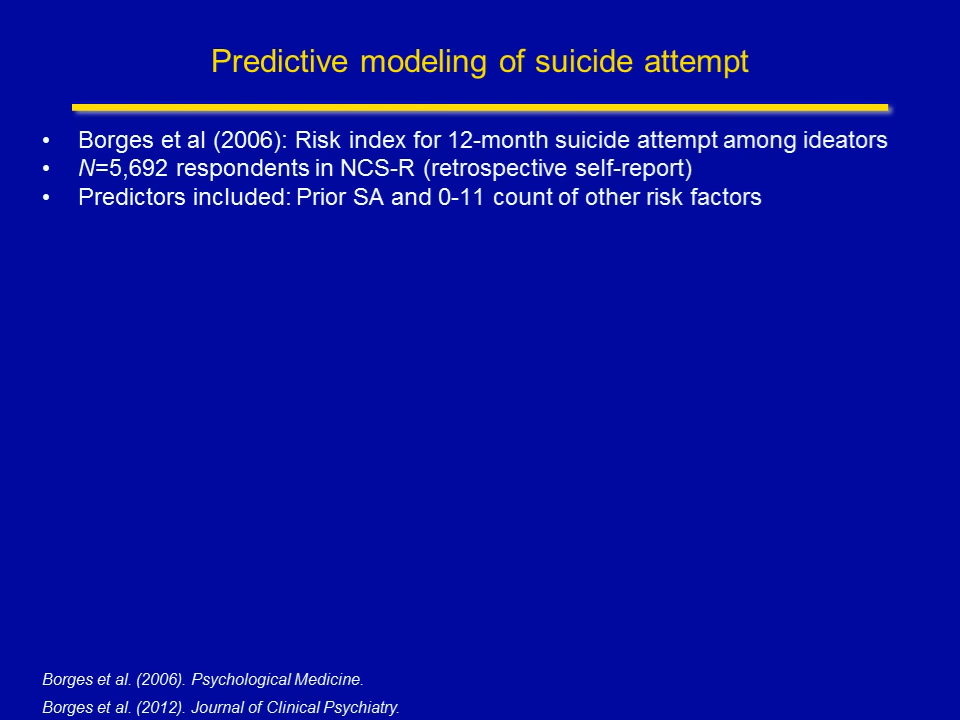 Predictive modeling of suicide attempt
• Borges et al (2006): Risk index for 12-month suicide attempt among ideators
• N=5,692 respondents in NCS-R (retrospective self-report)
• Predictors included: Prior SA and 0-11 count of other risk factors
Borges et al. (2006). Psychological Medicine.
Borges et al. (2012). Journal of Clinical Psychiatry.